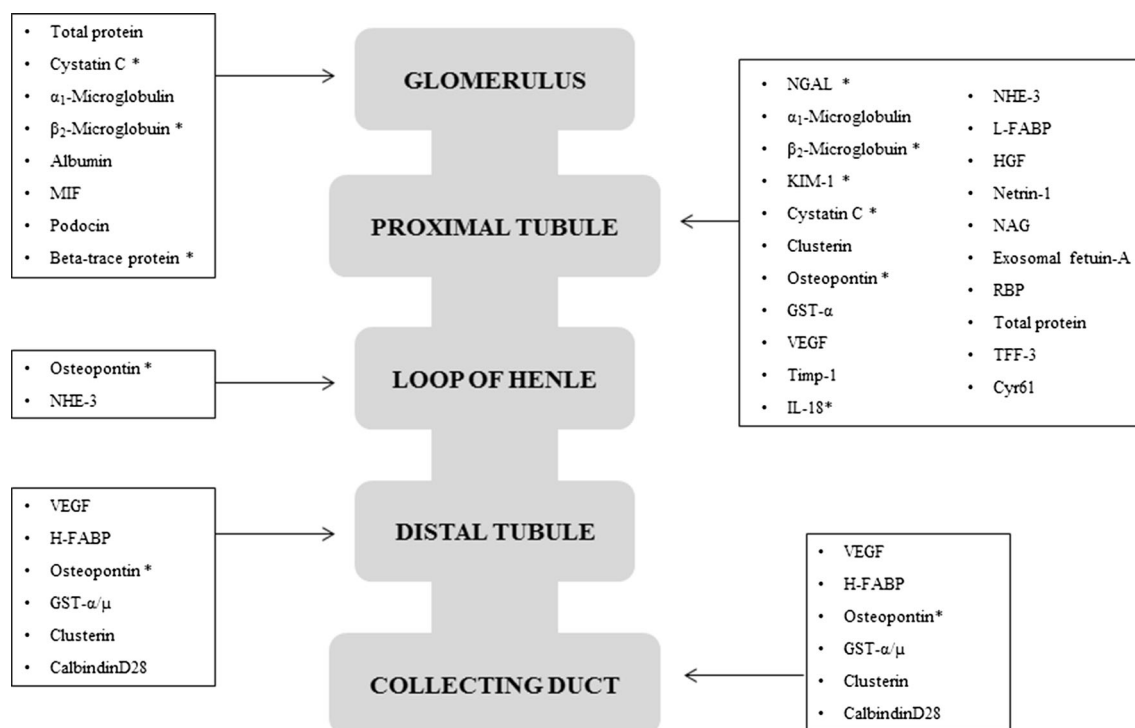 • Total protein
• Cystatin C *
• α₁-Microglobulin
• β₂-Microglobuin *
• Albumin
• MIF
• Podocin
• Beta-trace protein *
GLOMERULUS
• NGAL *
• α₁-Microglobulin
• β₂-Microglobuin *
• KIM-1 *
• Cystatin C *
• Clusterin
• Osteopontin *
• GST-α
• VEGF
• Timp-1
• IL-18*
• NHE-3
• L-FABP
• HGF
• Netrin-1
• NAG
• Exosomal fetuin-A
• RBP
• Total protein
• TFF-3
• Cyr61
PROXIMAL TUBULE
• Osteopontin *
• NHE-3
LOOP OF HENLE
• VEGF
• H-FABP
• Osteopontin *
• GST-α/μ
• Clusterin
• CalbindinD28
DISTAL TUBULE
• VEGF
• H-FABP
• Osteopontin*
• GST-α/μ
• Clusterin
• CalbindinD28
COLLECTING DUCT